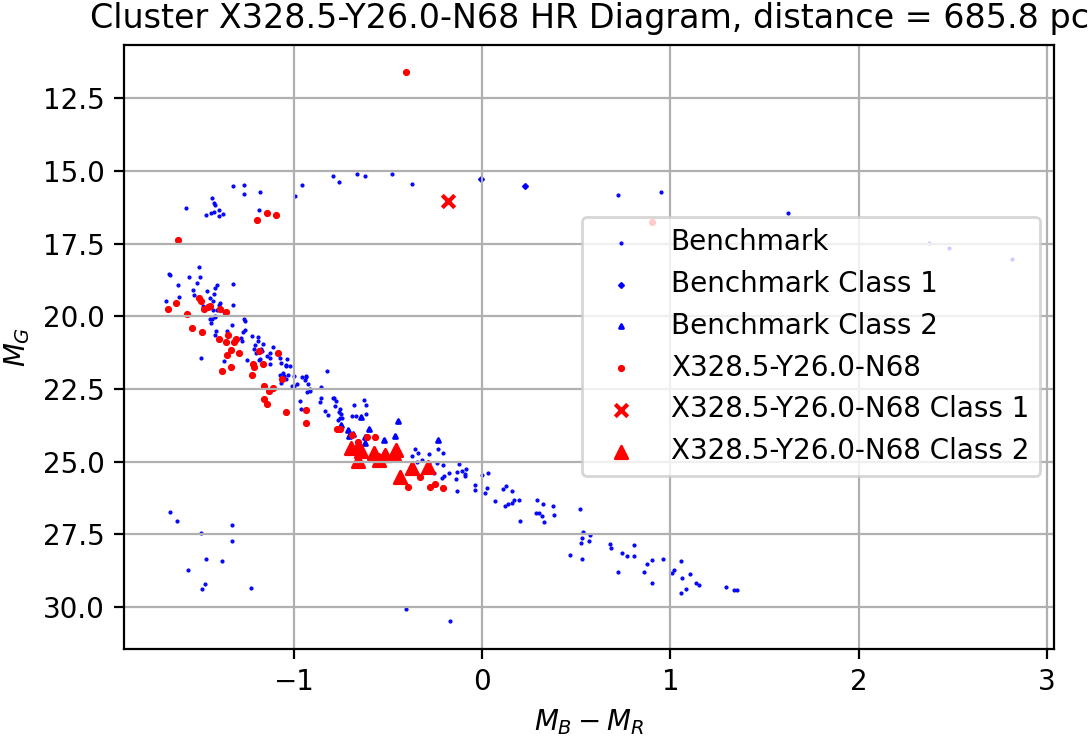 Cluster X328.5-Y26.0-N68 HR Diagram, distance = 685.8 pc
12.5
15.0
17.5
20.0
22.5
25.0
27.5
30.0
M_G
Benchmark
Benchmark Class 1
Benchmark Class 2
X328.5-Y26.0-N68
X328.5-Y26.0-N68 Class 1
X328.5-Y26.0-N68 Class 2
−1 0 1 2 3
M_B − M_R